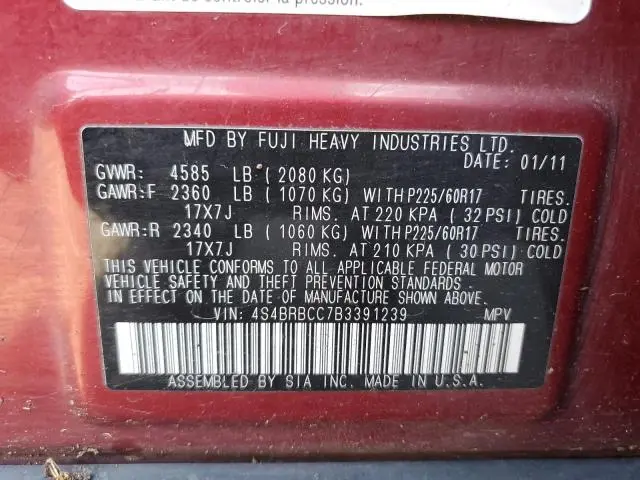 de contrôler la pression.
MFD BY FUJI HEAVY INDUSTRIES LTD.
DATE: 01/11
GVWR: 4585 LB ( 2080 KG)
GAWR:F 2360 LB ( 1070 KG) WITH P225/60R17 TIRES.
17X7J RIMS. AT 220 KPA ( 32 PSI) COLD
GAWR:R 2340 LB ( 1060 KG) WITH P225/60R17 TIRES.
17X7J RIMS. AT 210 KPA ( 30 PSI) COLD
THIS VEHICLE CONFORMS TO ALL APPLICABLE FEDERAL MOTOR
VEHICLE SAFETY AND THEFT PREVENTION STANDARDS
IN EFFECT ON THE DATE OF MANUFACTURE SHOWN ABOVE.
VIN: 4S4BRBCC7B3391239 MPV
ASSEMBLED BY SIA INC. MADE IN U.S.A.